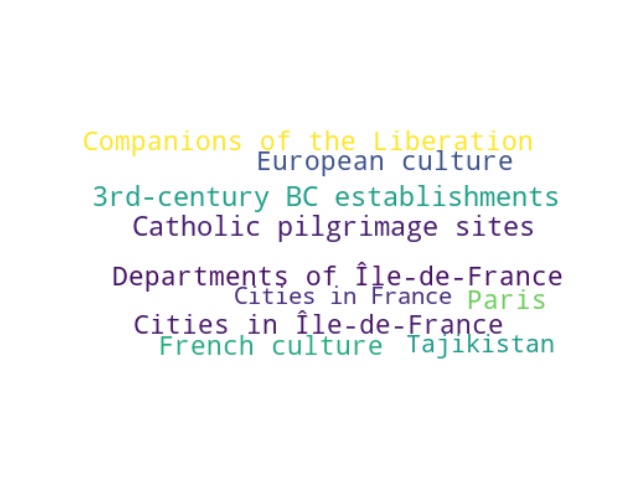 Companions of the Liberation
European culture
3rd-century BC establishments
Catholic pilgrimage sites
Departments of Île-de-France
Cities in France
Paris
Cities in Île-de-France
French culture
Tajikistan